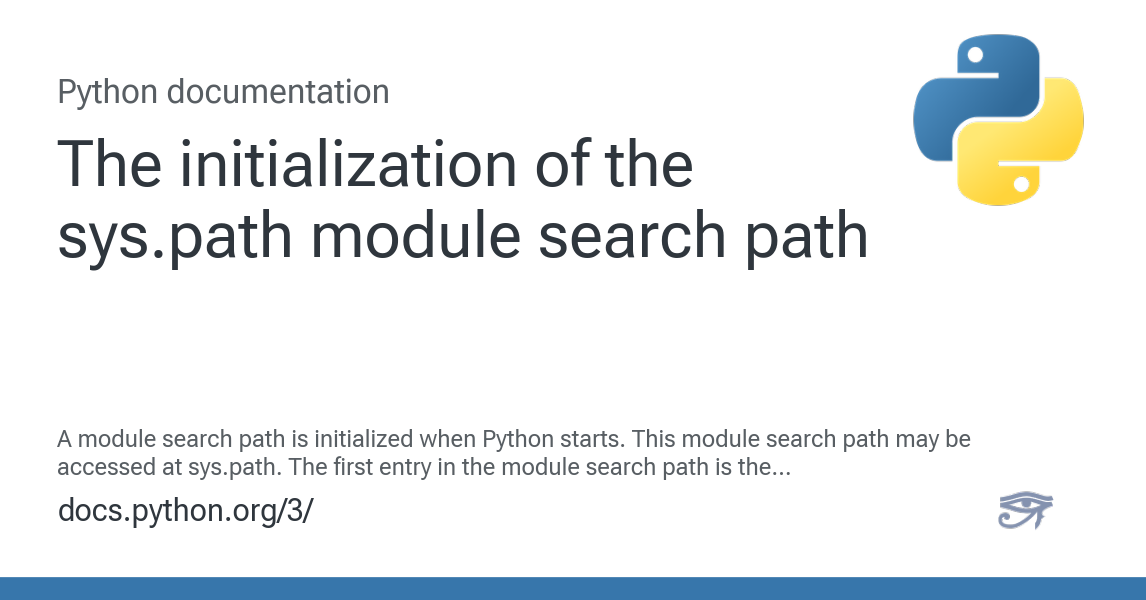 Python documentation
The initialization of the
sys.path module search path
A module search path is initialized when Python starts. This module search path may be
accessed at sys.path. The first entry in the module search path is the...
docs.python.org/3/